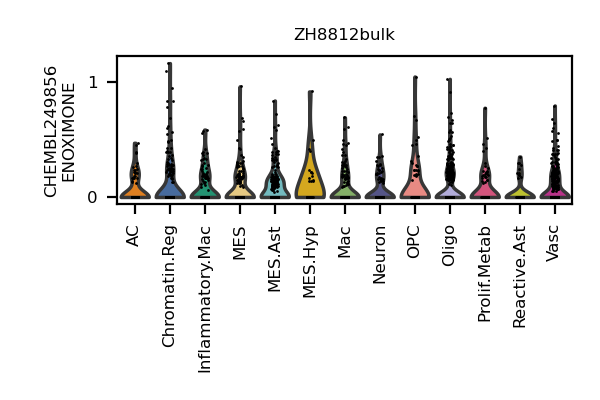 ZH8812bulk
CHEMBL249856
ENOXIMONE
1
0
AC
Chromatin.Reg
Inflammatory.Mac
MES
MES.Ast
MES.Hyp
Mac
Neuron
OPC
Oligo
Prolif.Metab
Reactive.Ast
Vasc